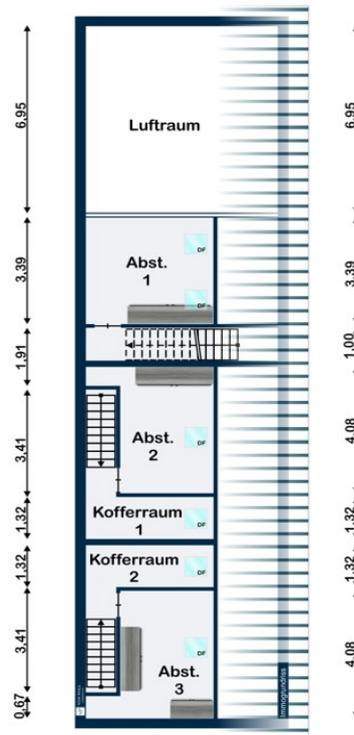 Luftraum
6.95
6.95
DF
Abst.
1
3.39
3.39
DF
1.91
1.00
Abst.
2
3.41
4.08
DF
Kofferraum
1
1.32
1.32
DF
Kofferraum
2
1.32
1.32
DF
3.41
4.08
DF
Abst.
3
0.67
Immogrundriss